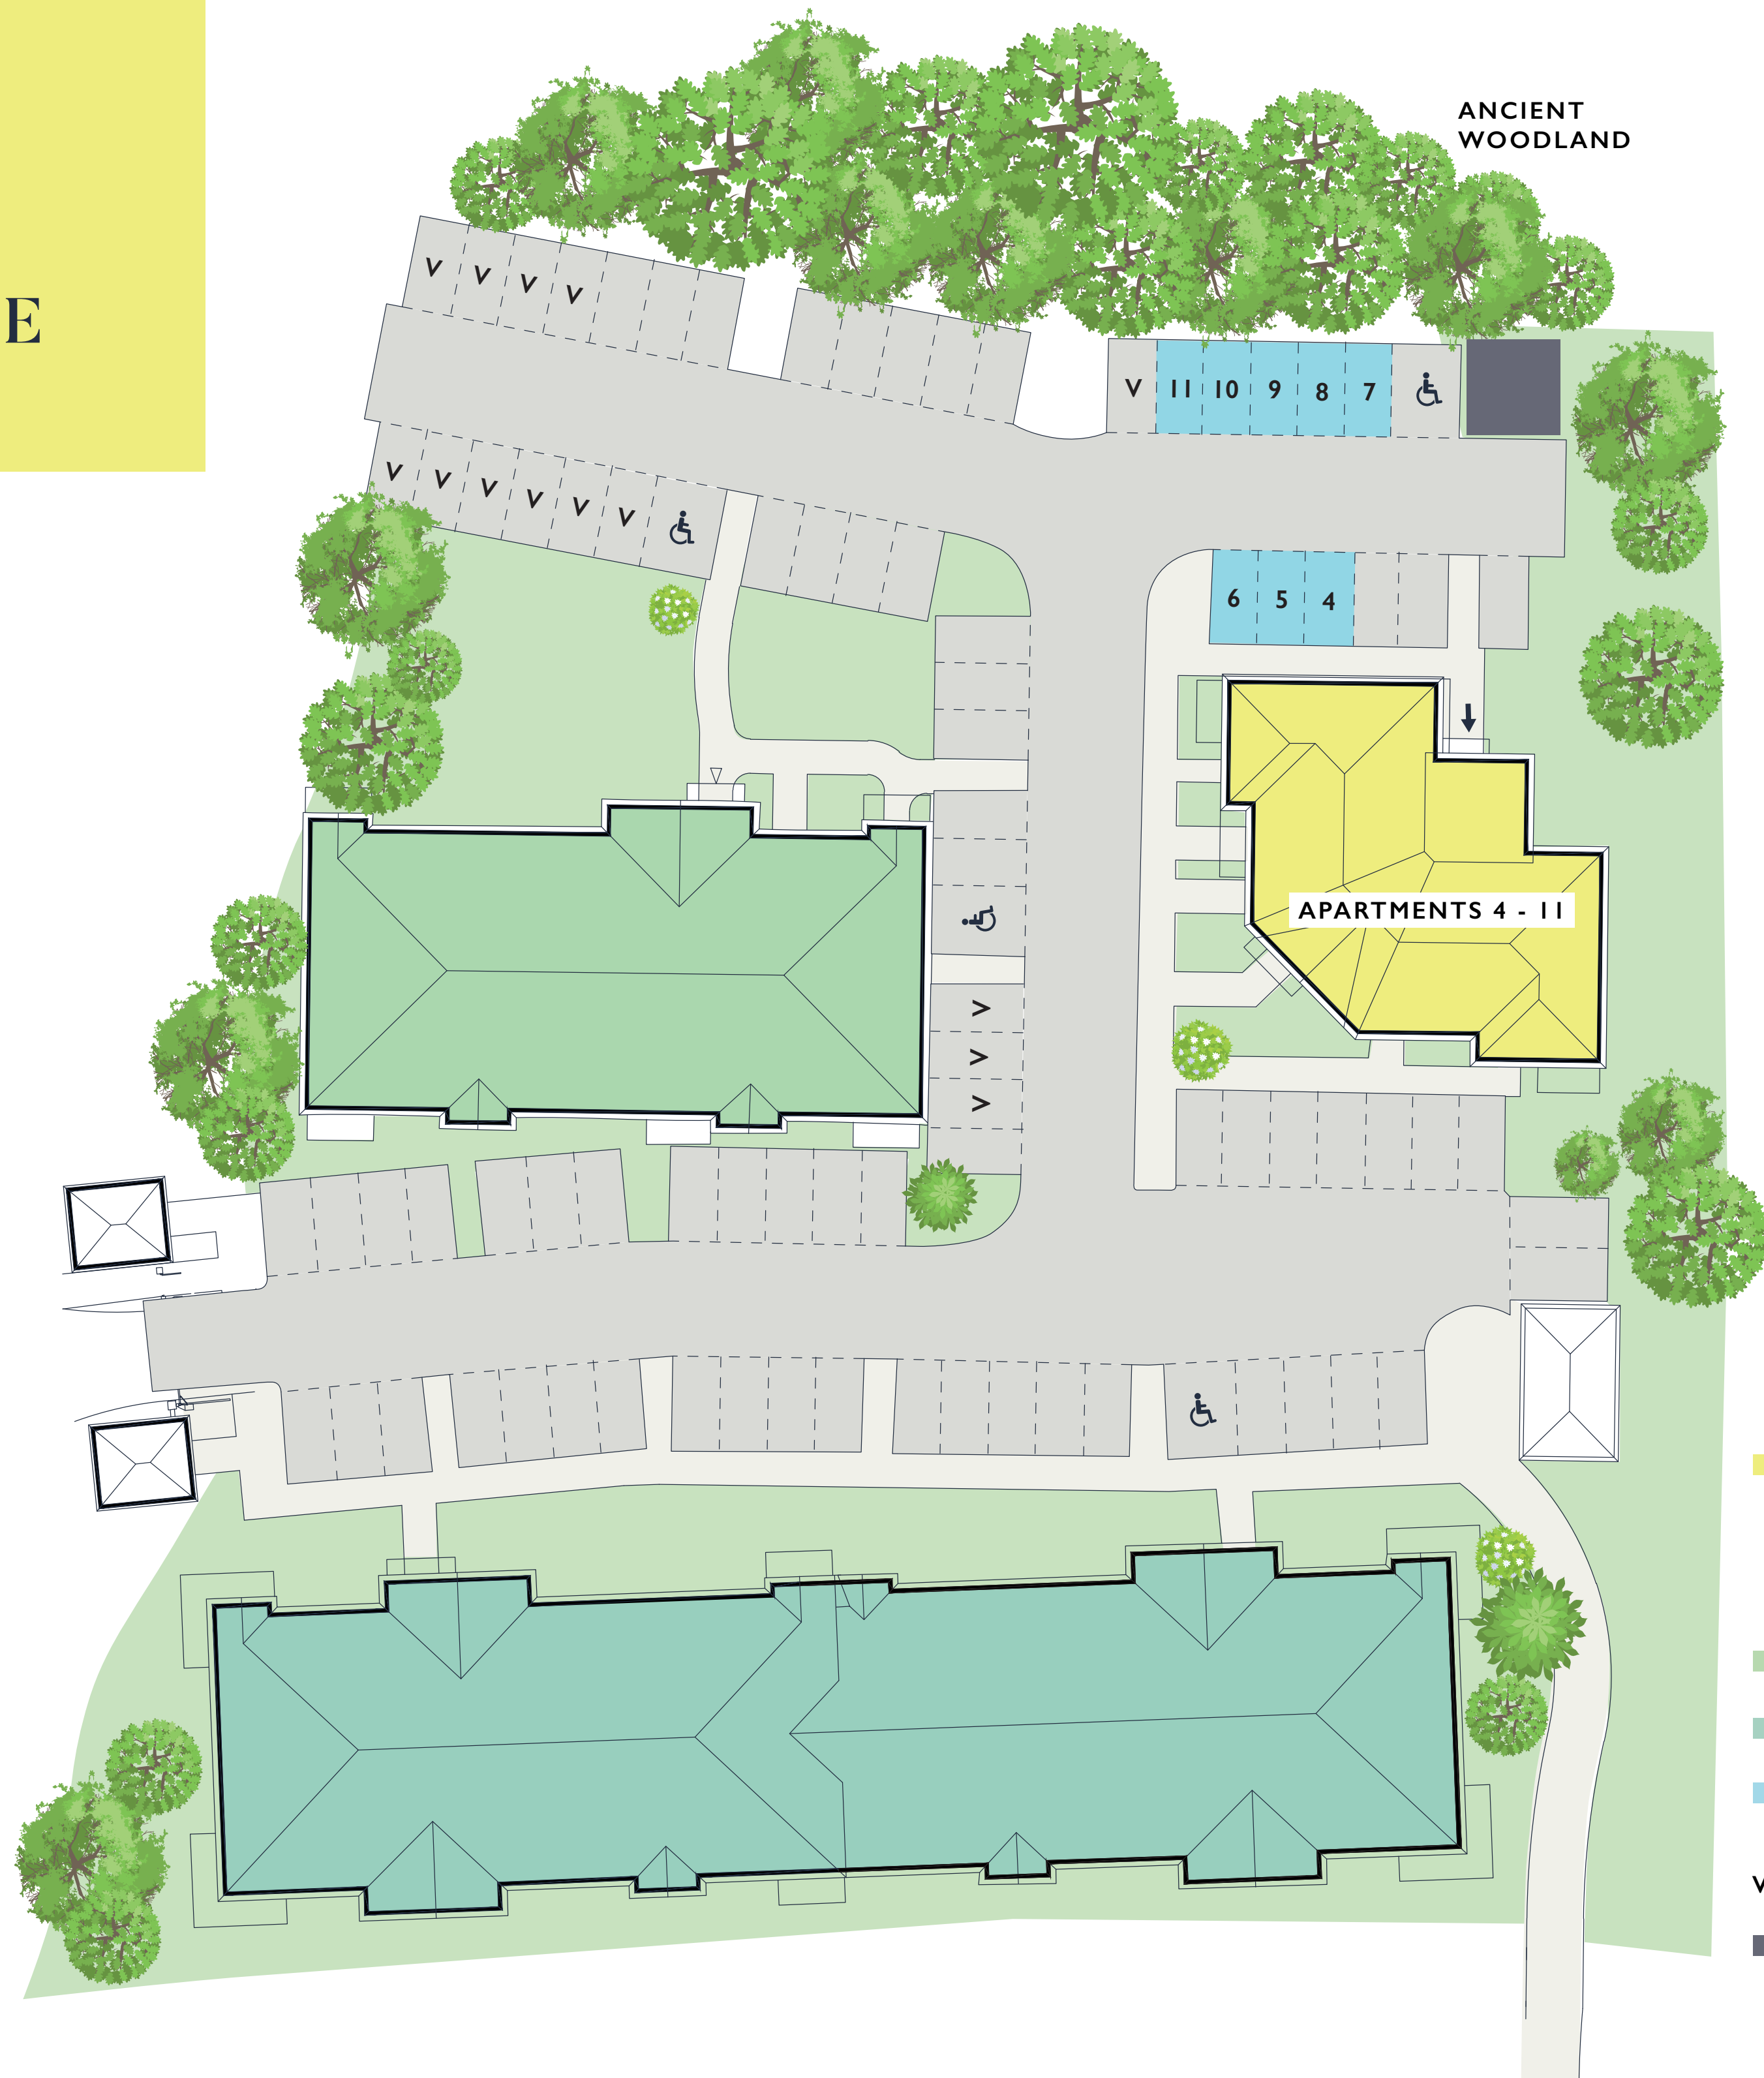 ANCIENT
WOODLAND
E
V V V V
V 11 10 9 8 7
V V V V V V
6 5 4
APARTMENTS 4 - 11
V
V
V
V